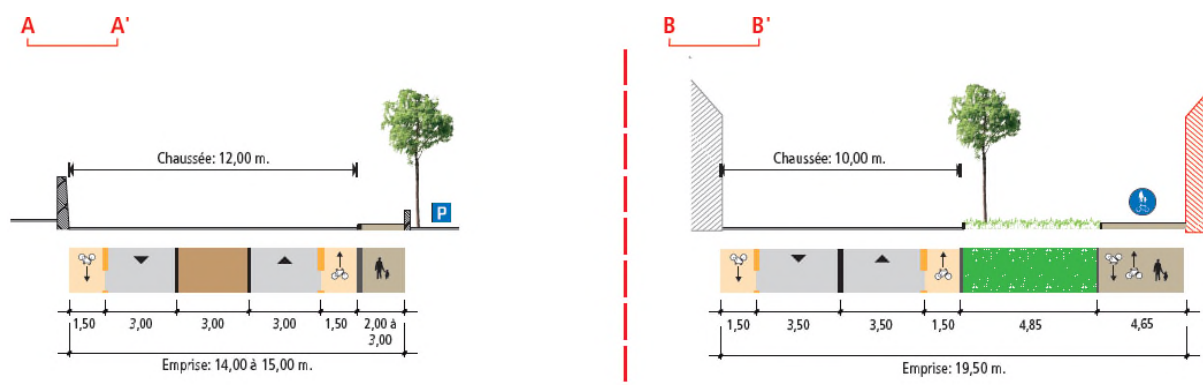 A A'
Chaussée: 12,00 m.
P
1,50 3,00 3,00 3,00 1,50 2,00 à
3,00
Emprise: 14,00 à 15,00 m.
B B'
Chaussée: 10,00 m.
1,50 3,50 3,50 1,50 4,85 4,65
Emprise: 19,50 m.